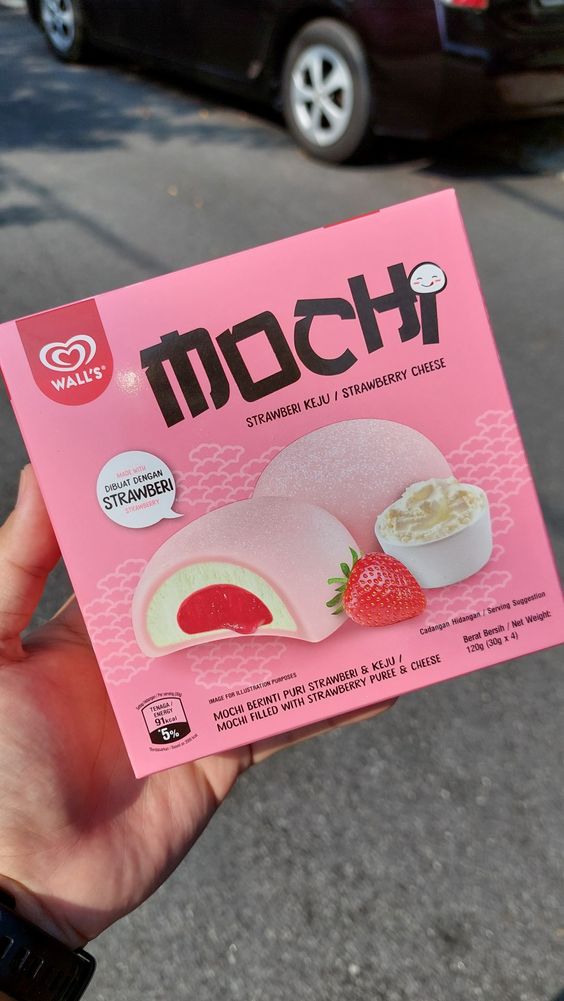 WALL'S®
MOCHI
STRAWBERI KEJU / STRAWBERRY CHEESE
MADE WITH
DIBUAT DENGAN
STRAWBERI
STRAWBERRY
Cadangan Hidangan / Serving Suggestion
Berat Bersih / Net Weight:
120g (30g x 4)
IMAGE FOR ILLUSTRATION PURPOSES
MOCHI BERINTI PURI STRAWBERI & KEJU /
MOCHI FILLED WITH STRAWBERRY PUREE & CHEESE
TENAGA /
ENERGY
91kcal
*5%